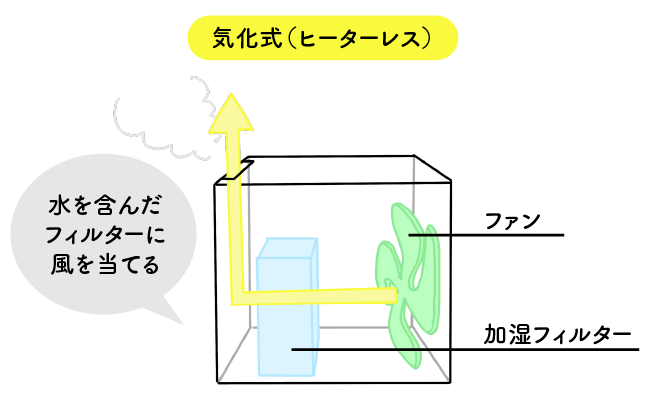 気化式(ヒーターレス)
水を含んだ
フィルターに
風を当てる
ファン
加湿フィルター